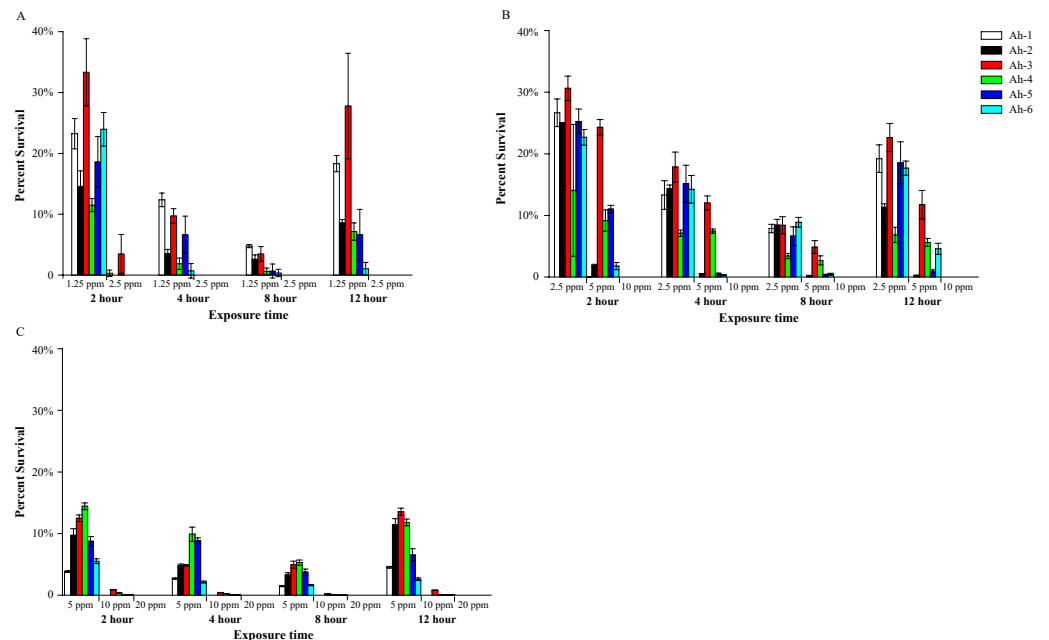 A
Percent Survival
40%
30%
20%
10%
0
1.25 ppm 2.5 ppm 1.25 ppm 2.5 ppm 1.25 ppm 2.5 ppm 1.25 ppm 2.5 ppm
2 hour 4 hour 8 hour 12 hour
Exposure time
B
Percent Survival
40%
30%
20%
10%
0
2.5 ppm 5 ppm 10 ppm 2.5 ppm 5 ppm 10 ppm 2.5 ppm 5 ppm 10 ppm 2.5 ppm 5 ppm 10 ppm
2 hour 4 hour 8 hour 12 hour
Exposure time
Ah-1
Ah-2
Ah-3
Ah-4
Ah-5
Ah-6
C
Percent Survival
40%
30%
20%
10%
0
5 ppm 10 ppm 20 ppm 5 ppm 10 ppm 20 ppm 5 ppm 10 ppm 20 ppm 5 ppm 10 ppm 20 ppm
2 hour 4 hour 8 hour 12 hour
Exposure time